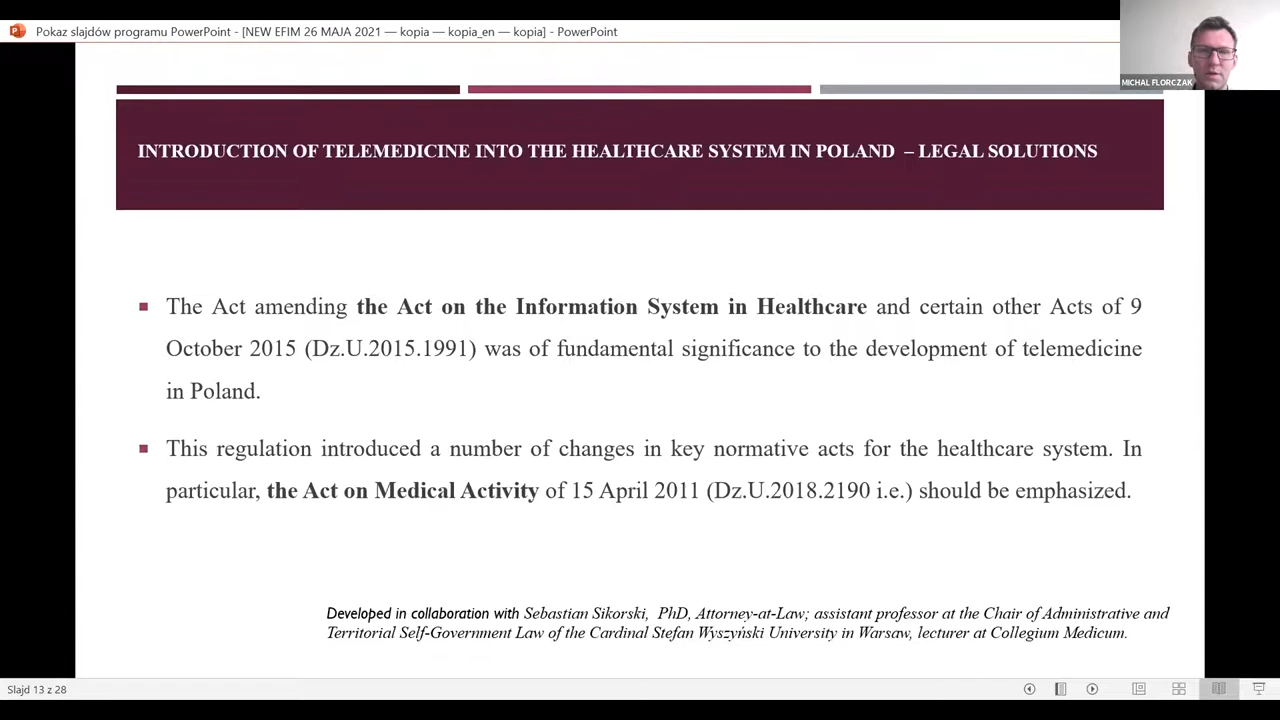 Pokaz slajdów programu PowerPoint - [NEW EFIM 26 MAJA 2021 — kopia — kopia_en — kopia] - PowerPoint
MICHAL FLORCZAK
INTRODUCTION OF TELEMEDICINE INTO THE HEALTHCARE SYSTEM IN POLAND – LEGAL SOLUTIONS
The Act amending the Act on the Information System in Healthcare and certain other Acts of 9
October 2015 (Dz.U.2015.1991) was of fundamental significance to the development of telemedicine
in Poland.
This regulation introduced a number of changes in key normative acts for the healthcare system. In
particular, the Act on Medical Activity of 15 April 2011 (Dz.U.2018.2190 i.e.) should be emphasized.
Developed in collaboration with Sebastian Sikorski, PhD, Attorney-at-Law; assistant professor at the Chair of Administrative and
Territorial Self-Government Law of the Cardinal Stefan Wyszyński University in Warsaw, lecturer at Collegium Medicum.
Slajd 13 z 28